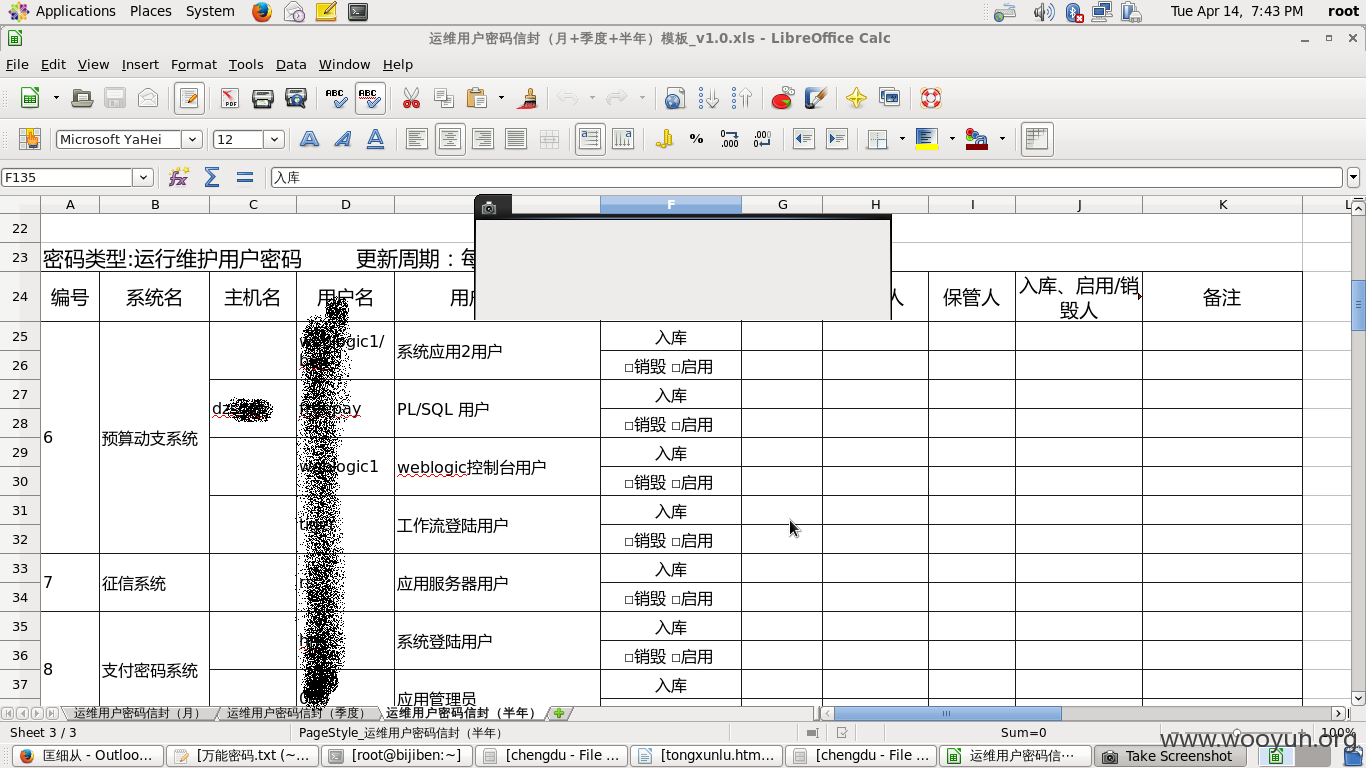 Applications Places System Tue Apr 14, 7:43 PM root
运维用户密码信封（月+季度+半年）模板_v1.0.xls - LibreOffice Calc
File Edit View Insert Format Tools Data Window Help
Microsoft YaHei 12
F135 入库
A B C D F G H I J K L
22
23 密码类型:运行维护用户密码 更新周期：每
24 编号 系统名 主机名 用户名 用户 人 保管人 入库、启用/销毁人 备注
25 入库
系统应用2用户
26 □销毁 □启用
27 入库
PL/SQL 用户
28 □销毁 □启用
6 预算动支系统
29 入库
weblogic1 weblogic控制台用户
30 □销毁 □启用
31 入库
工作流登陆用户
32 □销毁 □启用
33 入库
7 征信系统 应用服务器用户
34 □销毁 □启用
35 入库
系统登陆用户
36 □销毁 □启用
8 支付密码系统
37 入库
应用管理员
运维用户密码信封（月） 运维用户密码信封（季度） 运维用户密码信封（半年）
Sheet 3 / 3 PageStyle_运维用户密码信封（半年） Sum=0 100%
www.wooyun.org
匡细从 - Outloo... [万能密码.txt (~... [root@bijiben:~] [chengdu - File ... [tongxunlu.htm... [chengdu - File ... 运维用户密码信... Take Screenshot